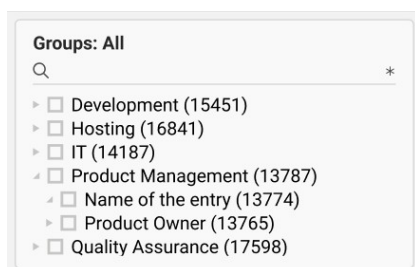 Groups: All
*
Development (15451)
Hosting (16841)
IT (14187)
Product Management (13787)
Name of the entry (13774)
Product Owner (13765)
Quality Assurance (17598)